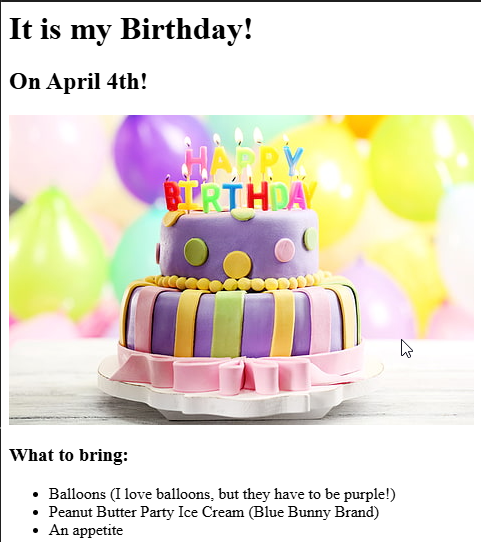 It is my Birthday!
On April 4th!
HAPPY
BIRTHDAY
What to bring:
Balloons (I love balloons, but they have to be purple!)
Peanut Butter Party Ice Cream (Blue Bunny Brand)
An appetite